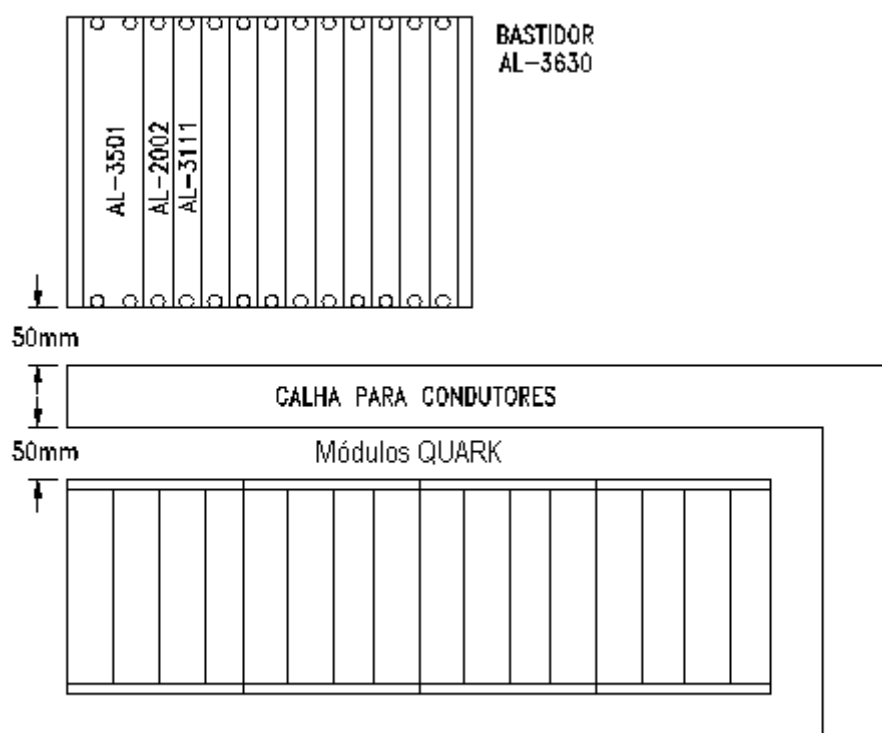 BASTIDOR
AL-3630
AL-3501
AL-2002
AL-3111
50mm
CALHA PARA CONDUTORES
50mm
Módulos QUARK